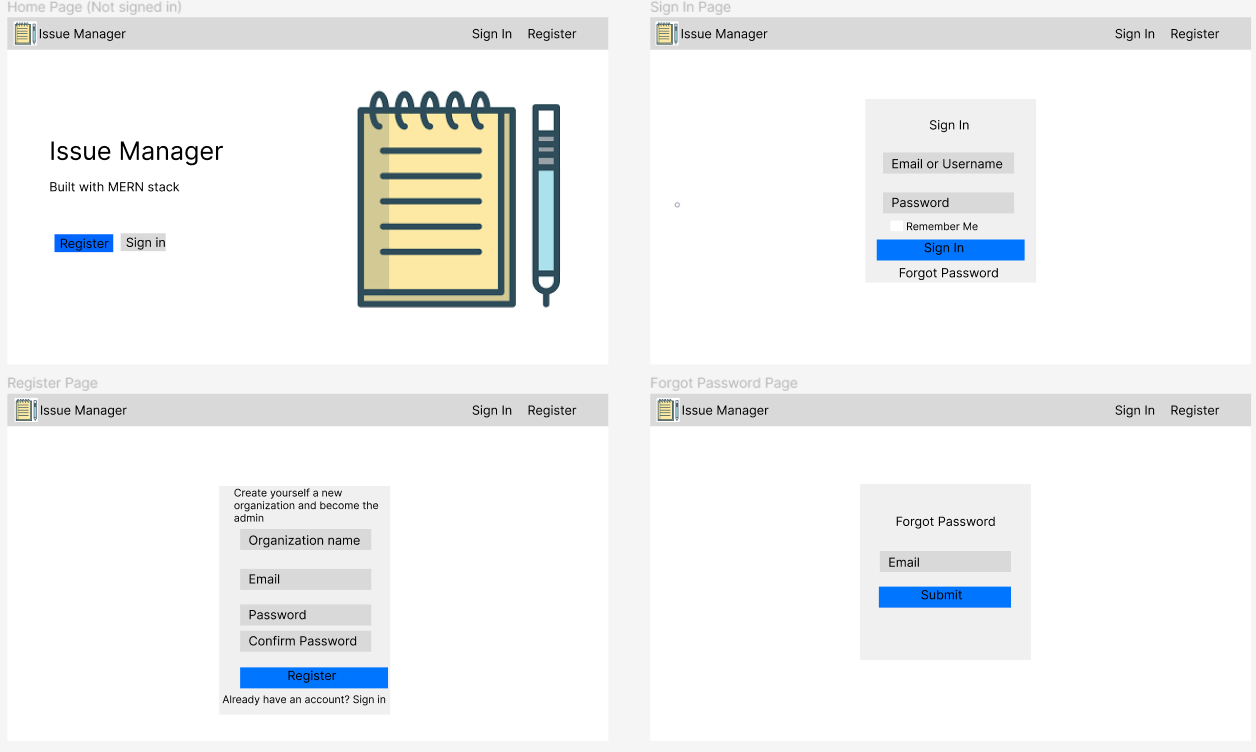 Home Page (Not signed in)
Issue Manager
Sign In
Register
Issue Manager
Built with MERN stack
Register
Sign in
Sign In Page
Issue Manager
Sign In
Register
Sign In
Email or Username
Password
Remember Me
Sign In
Forgot Password
Register Page
Issue Manager
Sign In
Register
Create yourself a new
organization and become the
admin
Organization name
Email
Password
Confirm Password
Register
Already have an account? Sign in
Forgot Password Page
Issue Manager
Sign In
Register
Forgot Password
Email
Submit